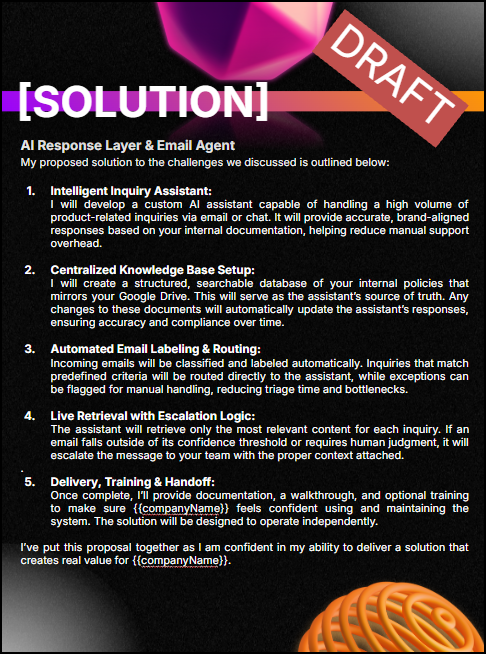 DRAFT
[SOLUTION]
AI Response Layer & Email Agent
My proposed solution to the challenges we discussed is outlined below:
1. Intelligent Inquiry Assistant:
I will develop a custom AI assistant capable of handling a high volume of
product-related inquiries via email or chat. It will provide accurate, brand-aligned
responses based on your internal documentation, helping reduce manual support
overhead.
2. Centralized Knowledge Base Setup:
I will create a structured, searchable database of your internal policies that
mirrors your Google Drive. This will serve as the assistant's source of truth. Any
changes to these documents will automatically update the assistant's responses,
ensuring accuracy and compliance over time.
3. Automated Email Labeling & Routing:
Incoming emails will be classified and labeled automatically. Inquiries that match
predefined criteria will be routed directly to the assistant, while exceptions can
be flagged for manual handling, reducing triage time and bottlenecks.
4. Live Retrieval with Escalation Logic:
The assistant will retrieve only the most relevant content for each inquiry. If an
email falls outside of its confidence threshold or requires human judgment, it will
escalate the message to your team with the proper context attached.
.
5. Delivery, Training & Handoff:
Once complete, I'll provide documentation, a walkthrough, and optional training
to make sure {{companyName}} feels confident using and maintaining the
system. The solution will be designed to operate independently.
I've put this proposal together as I am confident in my ability to deliver a solution that
creates real value for {{companyName}}.